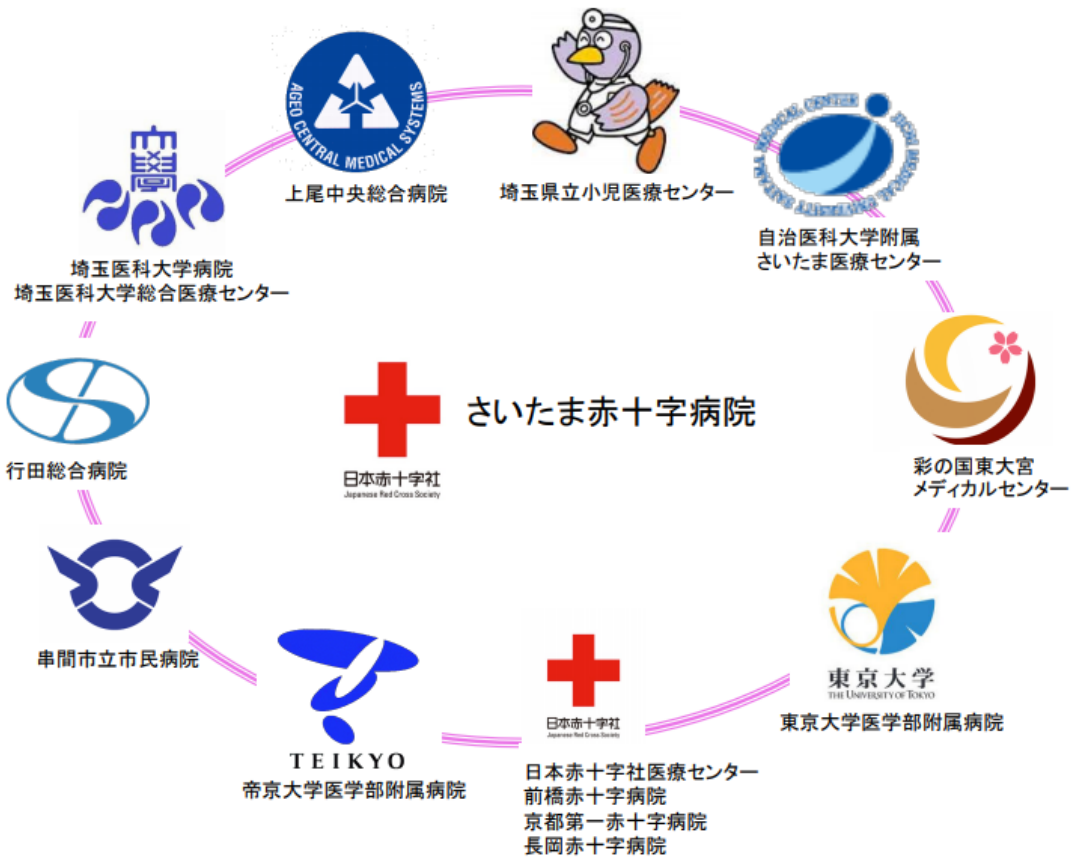 AGEO CENTRAL MEDICAL SYSTEMS
上尾中央総合病院
埼玉県立小児医療センター
自治医科大学附属
さいたま医療センター
埼玉医科大学病院
埼玉医科大学総合医療センター
行田総合病院
日本赤十字社
Japanese Red Cross Society
さいたま赤十字病院
彩の国東大宮
メディカルセンター
串間市立市民病院
東京大学
THE UNIVERSITY OF TOKYO
東京大学医学部附属病院
TEIKYO
帝京大学医学部附属病院
日本赤十字社
Japanese Red Cross Society
日本赤十字社医療センター
前橋赤十字病院
京都第一赤十字病院
長岡赤十字病院